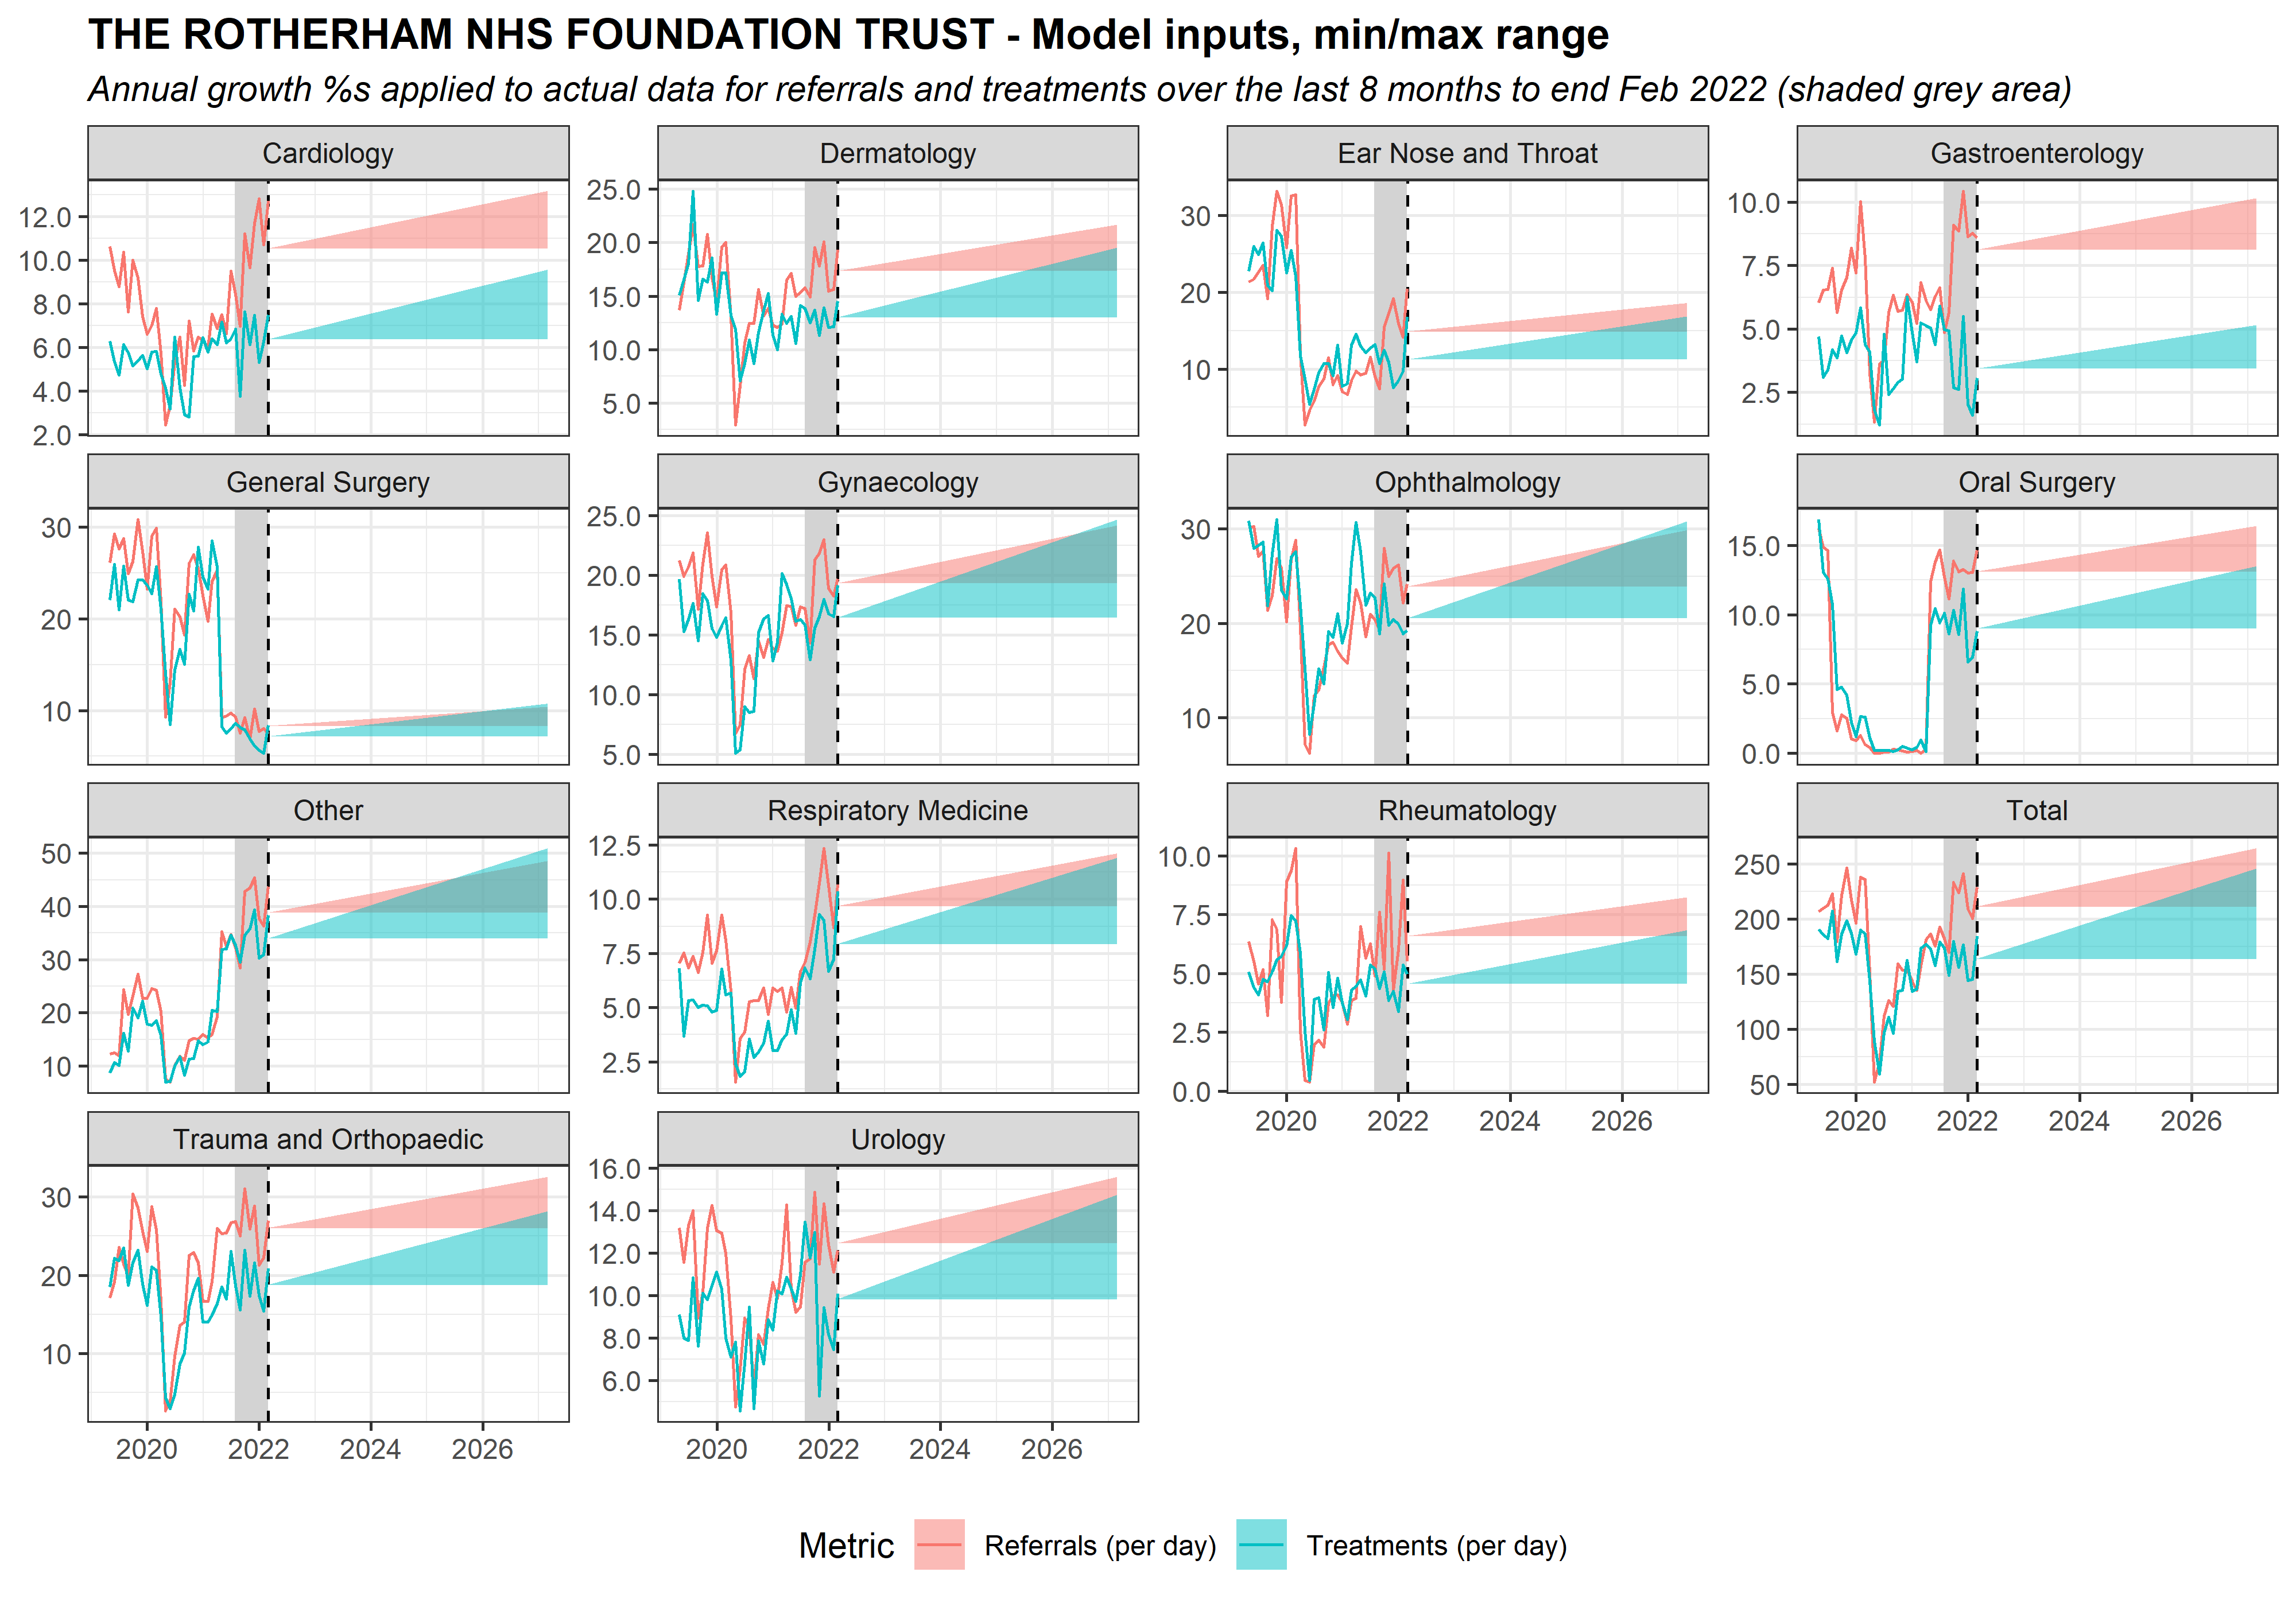 THE ROTHERHAM NHS FOUNDATION TRUST - Model inputs, min/max range
Annual growth %s applied to actual data for referrals and treatments over the last 8 months to end Feb 2022 (shaded grey area)
Cardiology
12.0
10.0
8.0
6.0
4.0
2.0
Dermatology
25.0
20.0
15.0
10.0
5.0
Ear Nose and Throat
30
20
10
Gastroenterology
10.0
7.5
5.0
2.5
General Surgery
30
20
10
Gynaecology
25.0
20.0
15.0
10.0
5.0
Ophthalmology
30
20
10
Oral Surgery
15.0
10.0
5.0
0.0
Other
50
40
30
20
10
Respiratory Medicine
12.5
10.0
7.5
5.0
2.5
Rheumatology
10.0
7.5
5.0
2.5
0.0
2020 2022 2024 2026
Total
250
200
150
100
50
2020 2022 2024 2026
Trauma and Orthopaedic
30
20
10
2020 2022 2024 2026
Urology
16.0
14.0
12.0
10.0
8.0
6.0
2020 2022 2024 2026
Metric Referrals (per day) Treatments (per day)